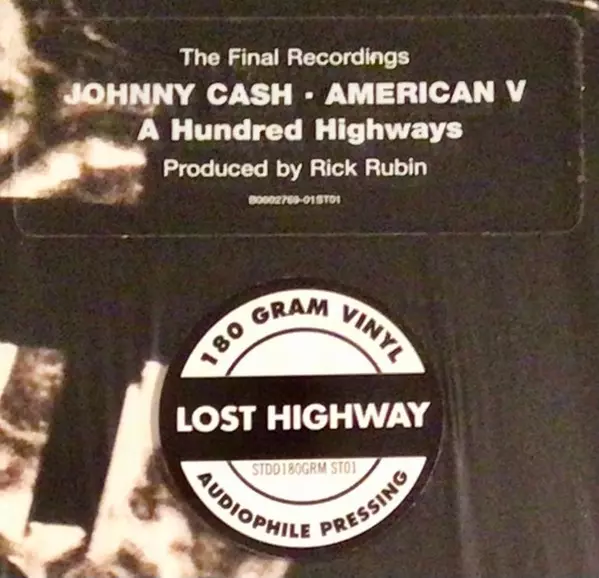 The Final Recordings
JOHNNY CASH · AMERICAN V
A Hundred Highways
Produced by Rick Rubin
B0002769-01ST01
180 GRAM VINYL
LOST HIGHWAY
STDD180GRM ST01
AUDIOPHILE PRESSING